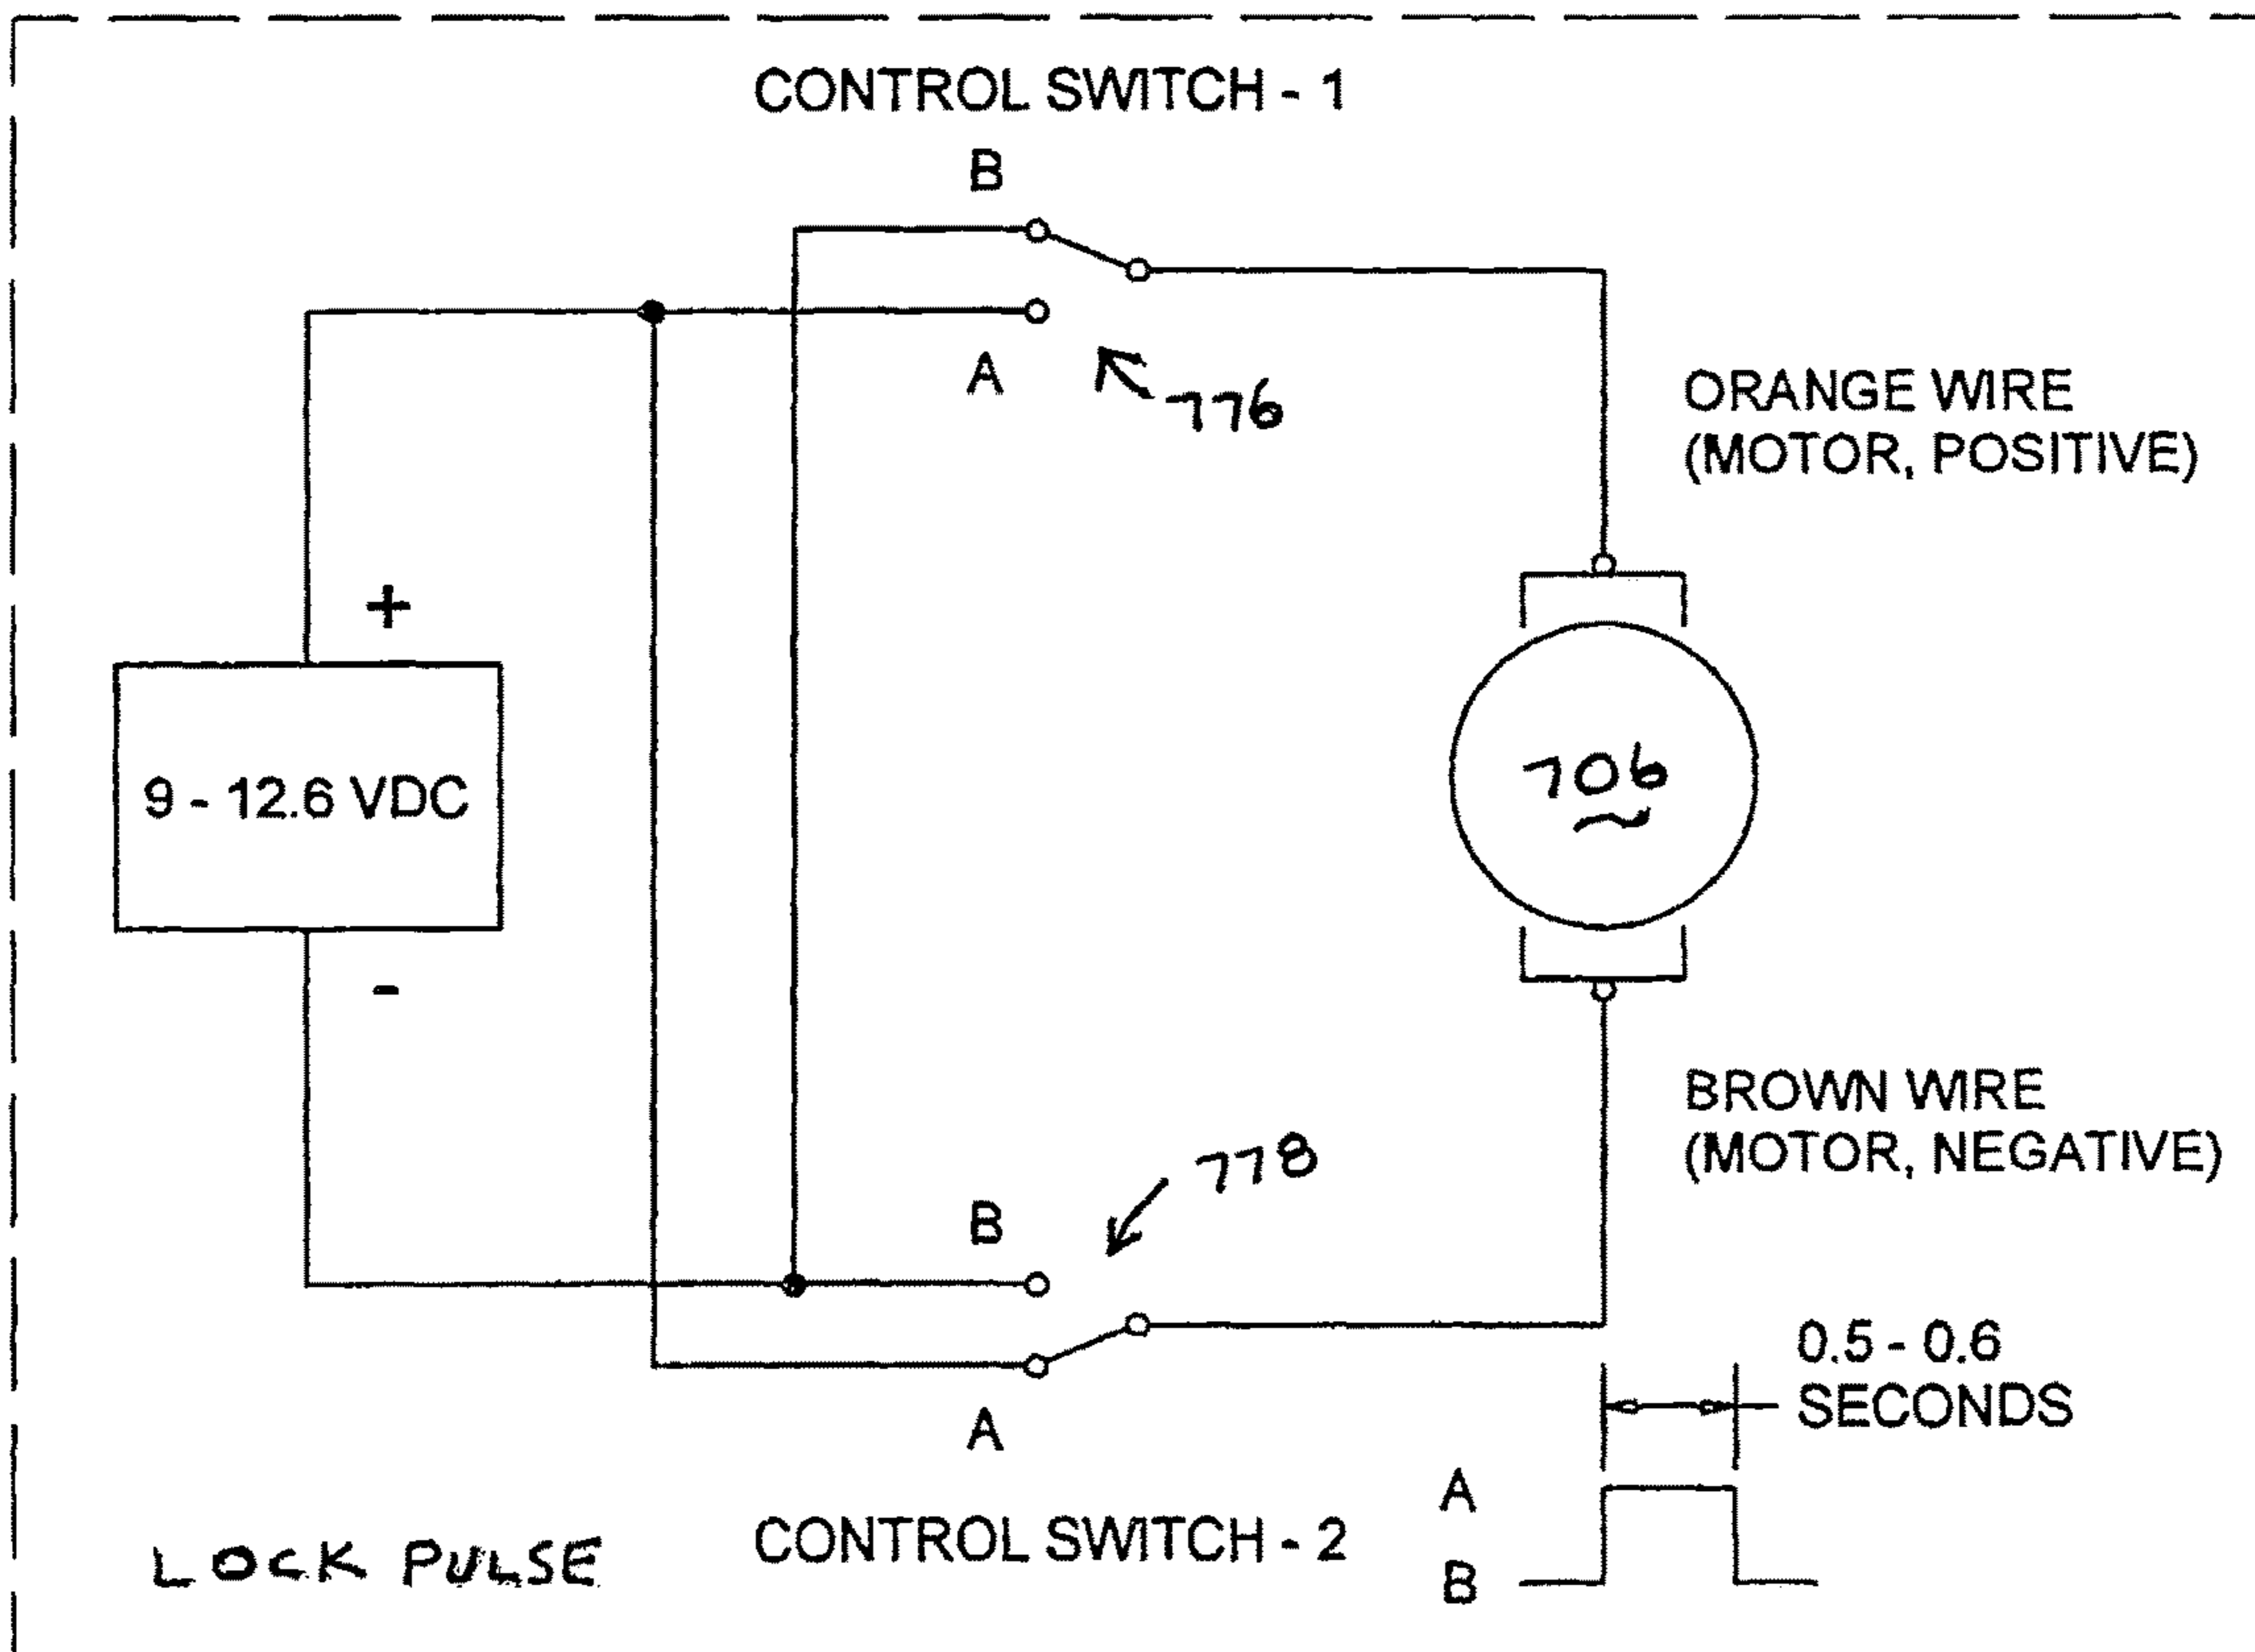 CONTROL SWITCH - 1
B
A
776
ORANGE WIRE
(MOTOR, POSITIVE)
+
9 - 12.6 VDC
-
706
BROWN WIRE
(MOTOR, NEGATIVE)
778
B
A
0.5 - 0.6
SECONDS
A
B
CONTROL SWITCH - 2
LOCK PULSE